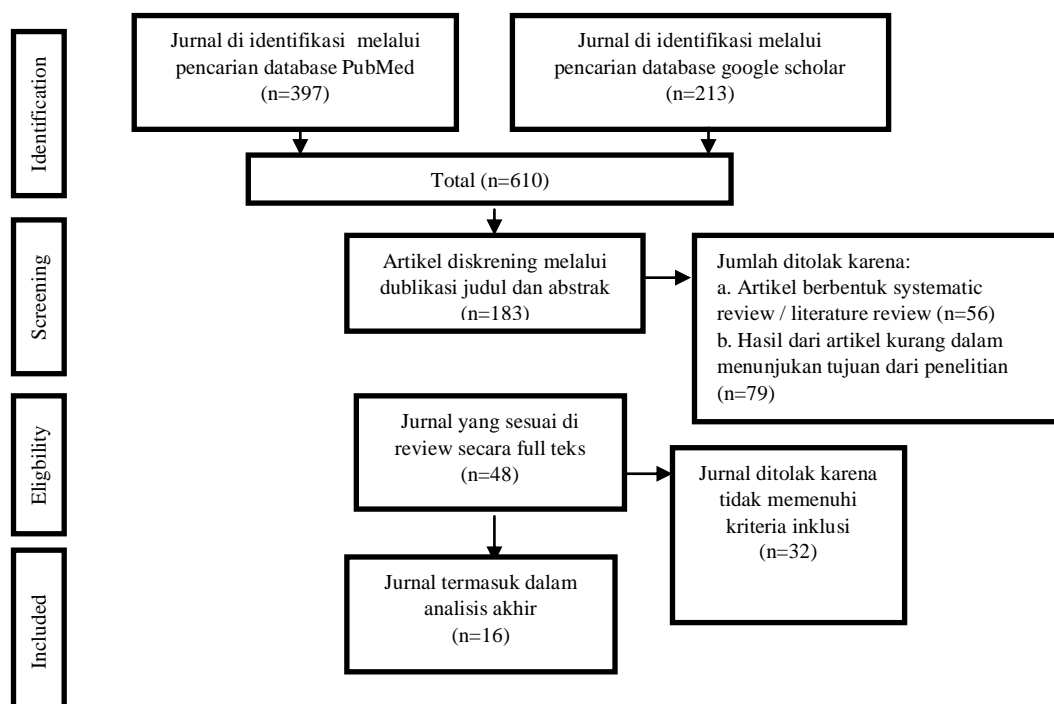 Identification
Jurnal di identifikasi melalui
pencarian database PubMed
(n=397)
Jurnal di identifikasi melalui
pencarian database google scholar
(n=213)
Total (n=610)
Screening
Artikel diskrening melalui
dublikasi judul dan abstrak
(n=183)
Jumlah ditolak karena:
a. Artikel berbentuk systematic
review / literature review (n=56)
b. Hasil dari artikel kurang dalam
menunjukan tujuan dari penelitian
(n=79)
Eligbility
Jurnal yang sesuai di
review secara full teks
(n=48)
Jurnal ditolak karena
tidak memenuhi
kriteria inklusi
(n=32)
Included
Jurnal termasuk dalam
analisis akhir
(n=16)